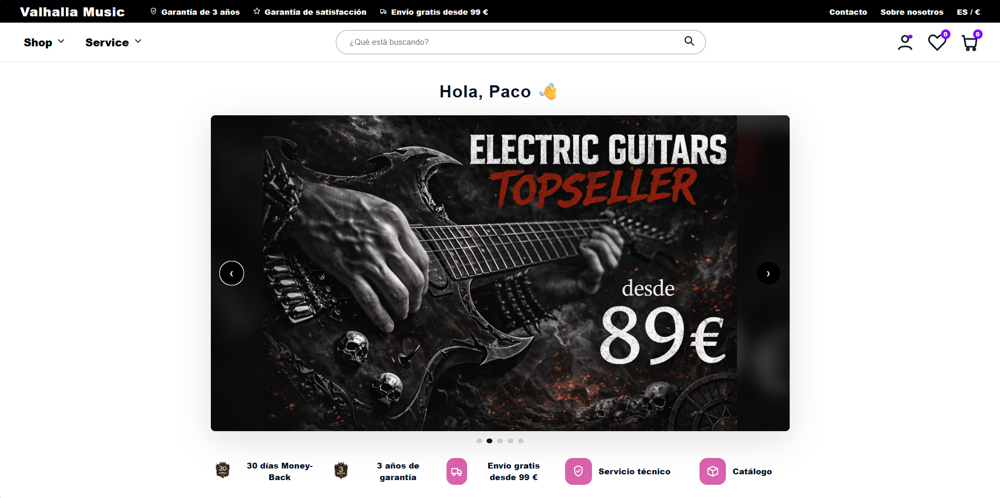 Valhalla Music
Garantía de 3 años
Garantía de satisfacción
Envío gratis desde 99 €
Contacto
Sobre nosotros
ES / €
Shop
Service
¿Qué está buscando?
0
0
Hola, Paco
ELECTRIC GUITARS
TOPSELLER
desde
89€
30
30 días Money-
Back
3
3 años de
garantía
Envío gratis
desde 99 €
Servicio técnico
Catálogo